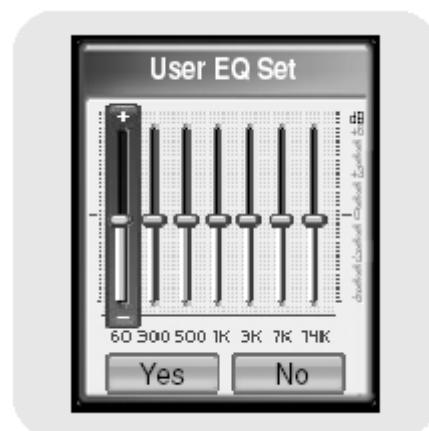 User EQ Set
+
dB
–
60 300 500 1K 3K 7K 14K
Yes No